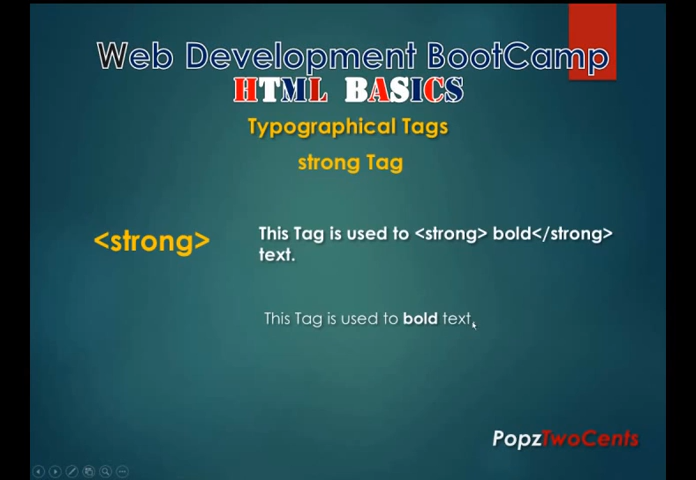 Web Development BootCamp
HTML BASICS
Typographical Tags
strong Tag
<strong>
This Tag is used to <strong> bold</strong>
text.
This Tag is used to bold text.
PopzTwoCents